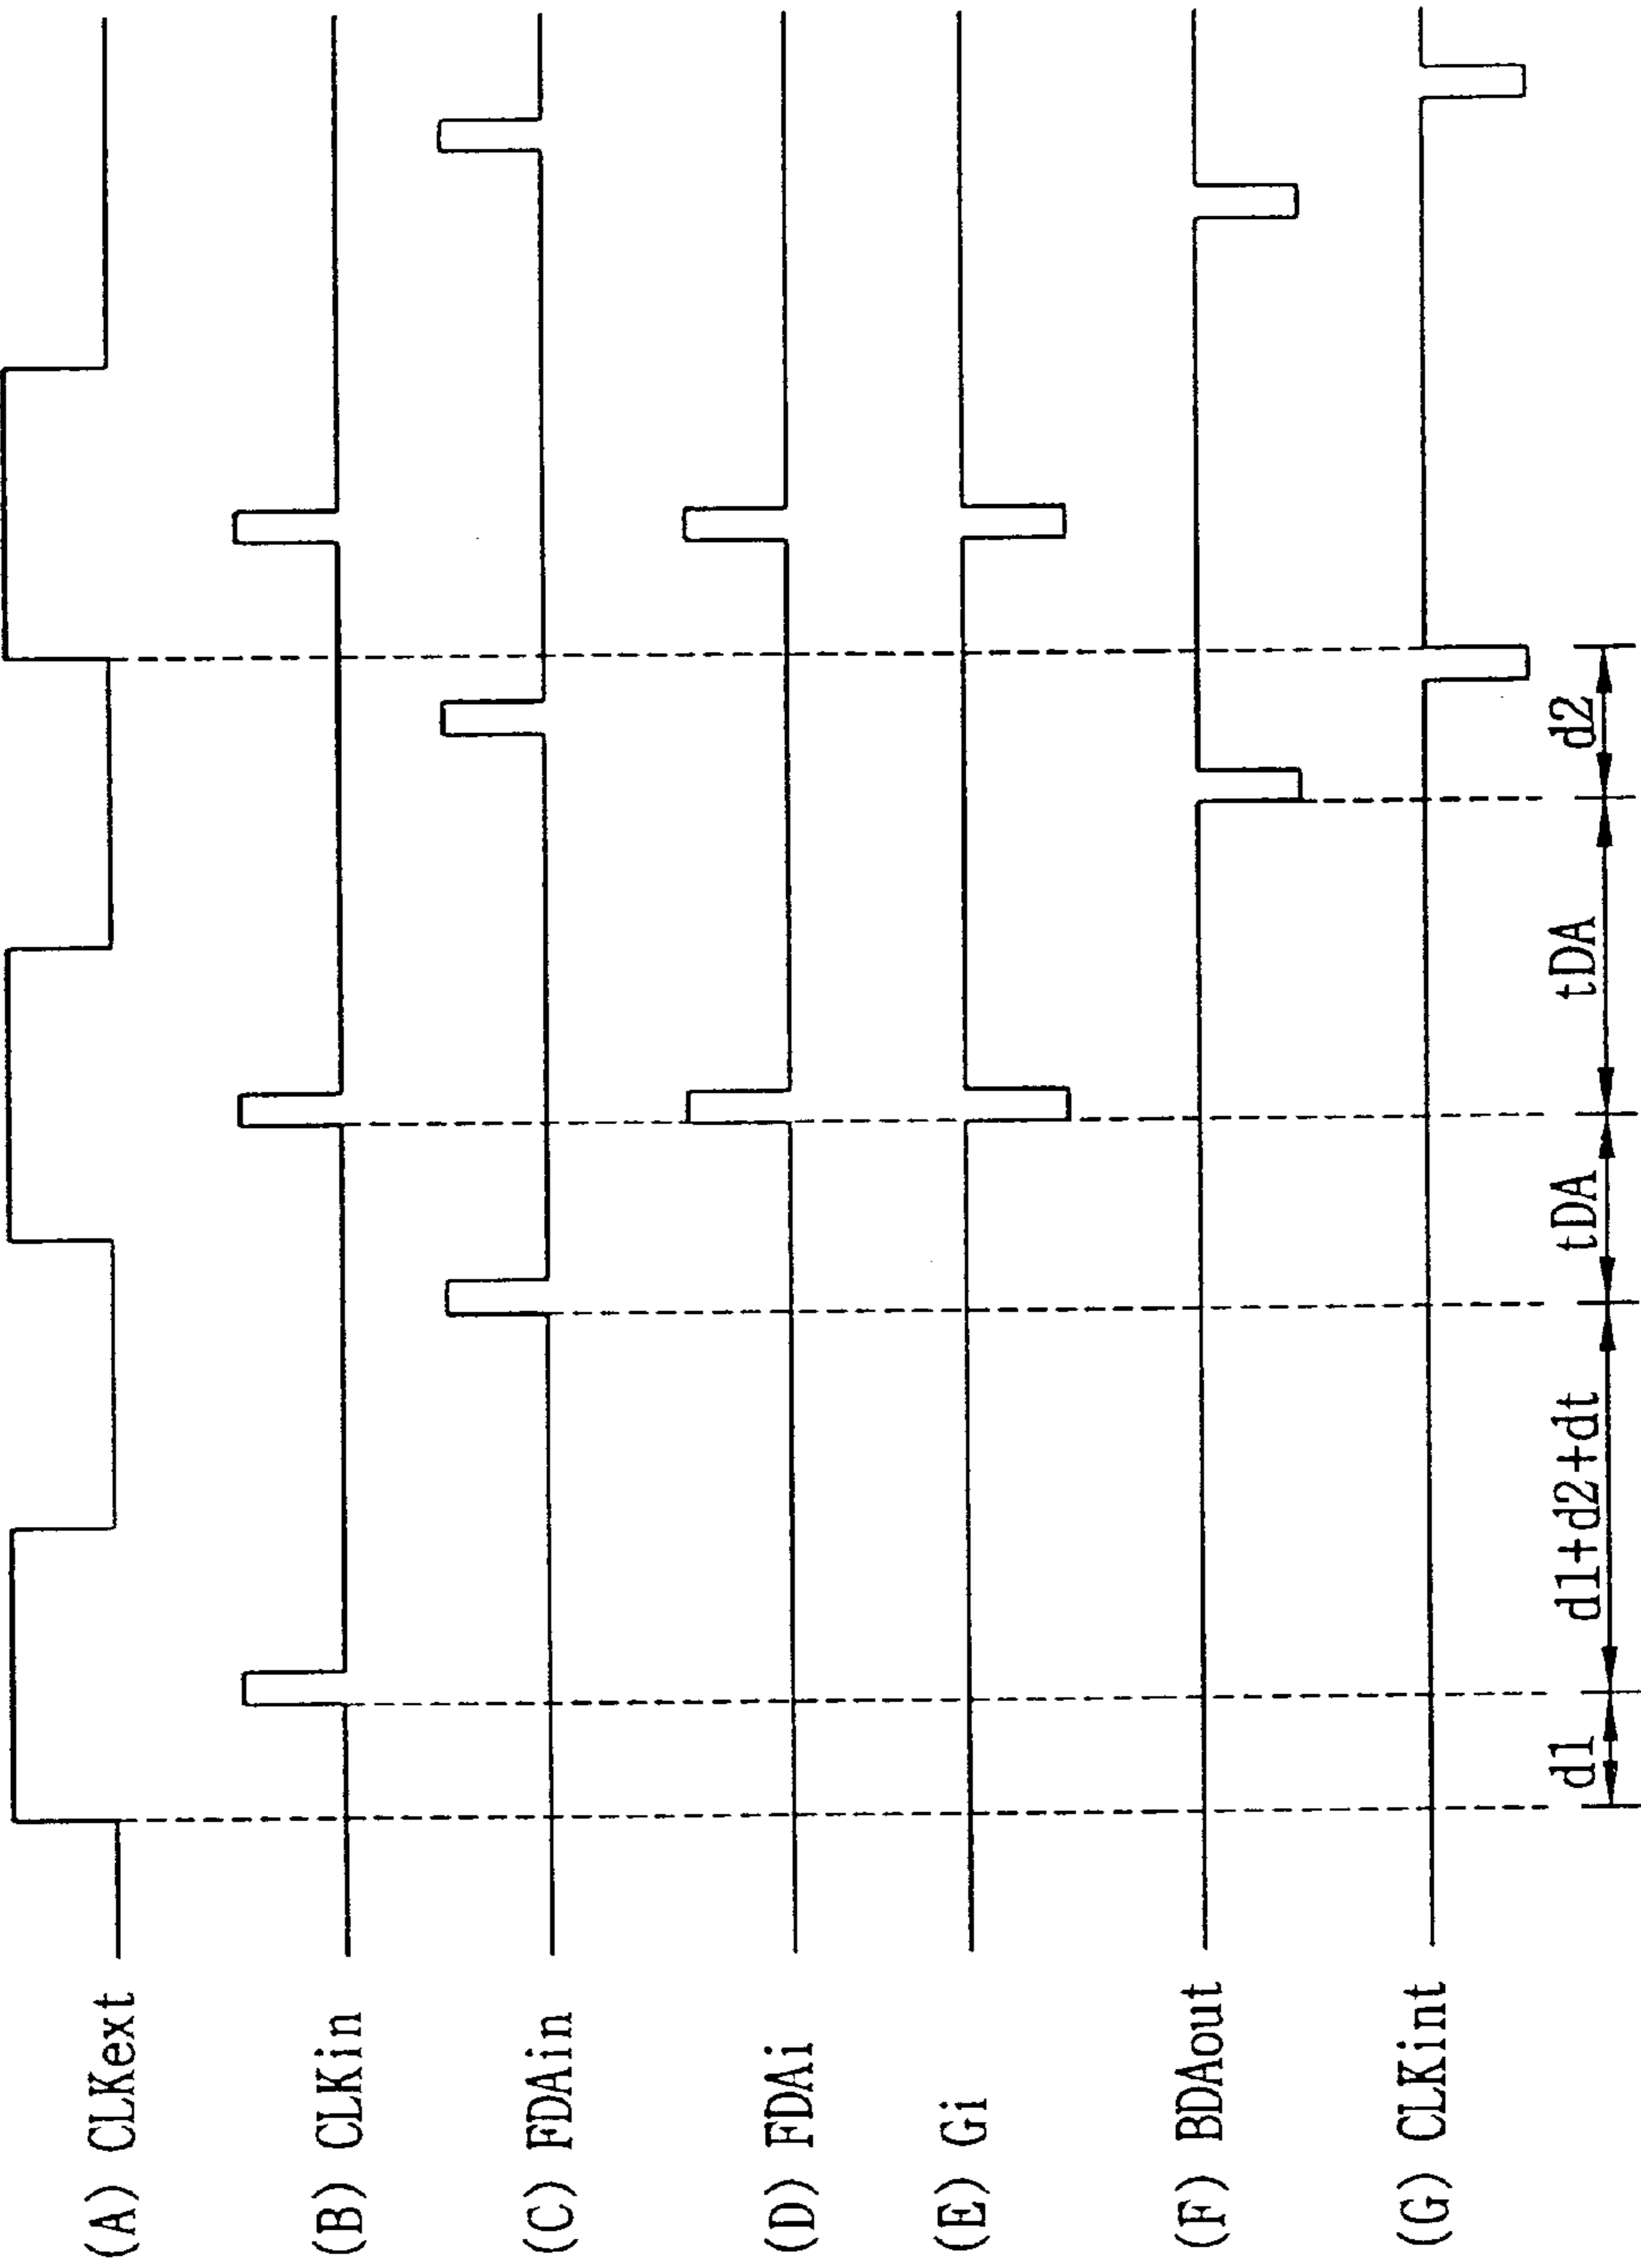 (A) CLKext
(B) CLKin
(C) FDAin
(D) FDAi
(E) Gi
(F) BDAout
(G) CLKint
d1
d1+d2+dt
tDA
tDA
d2